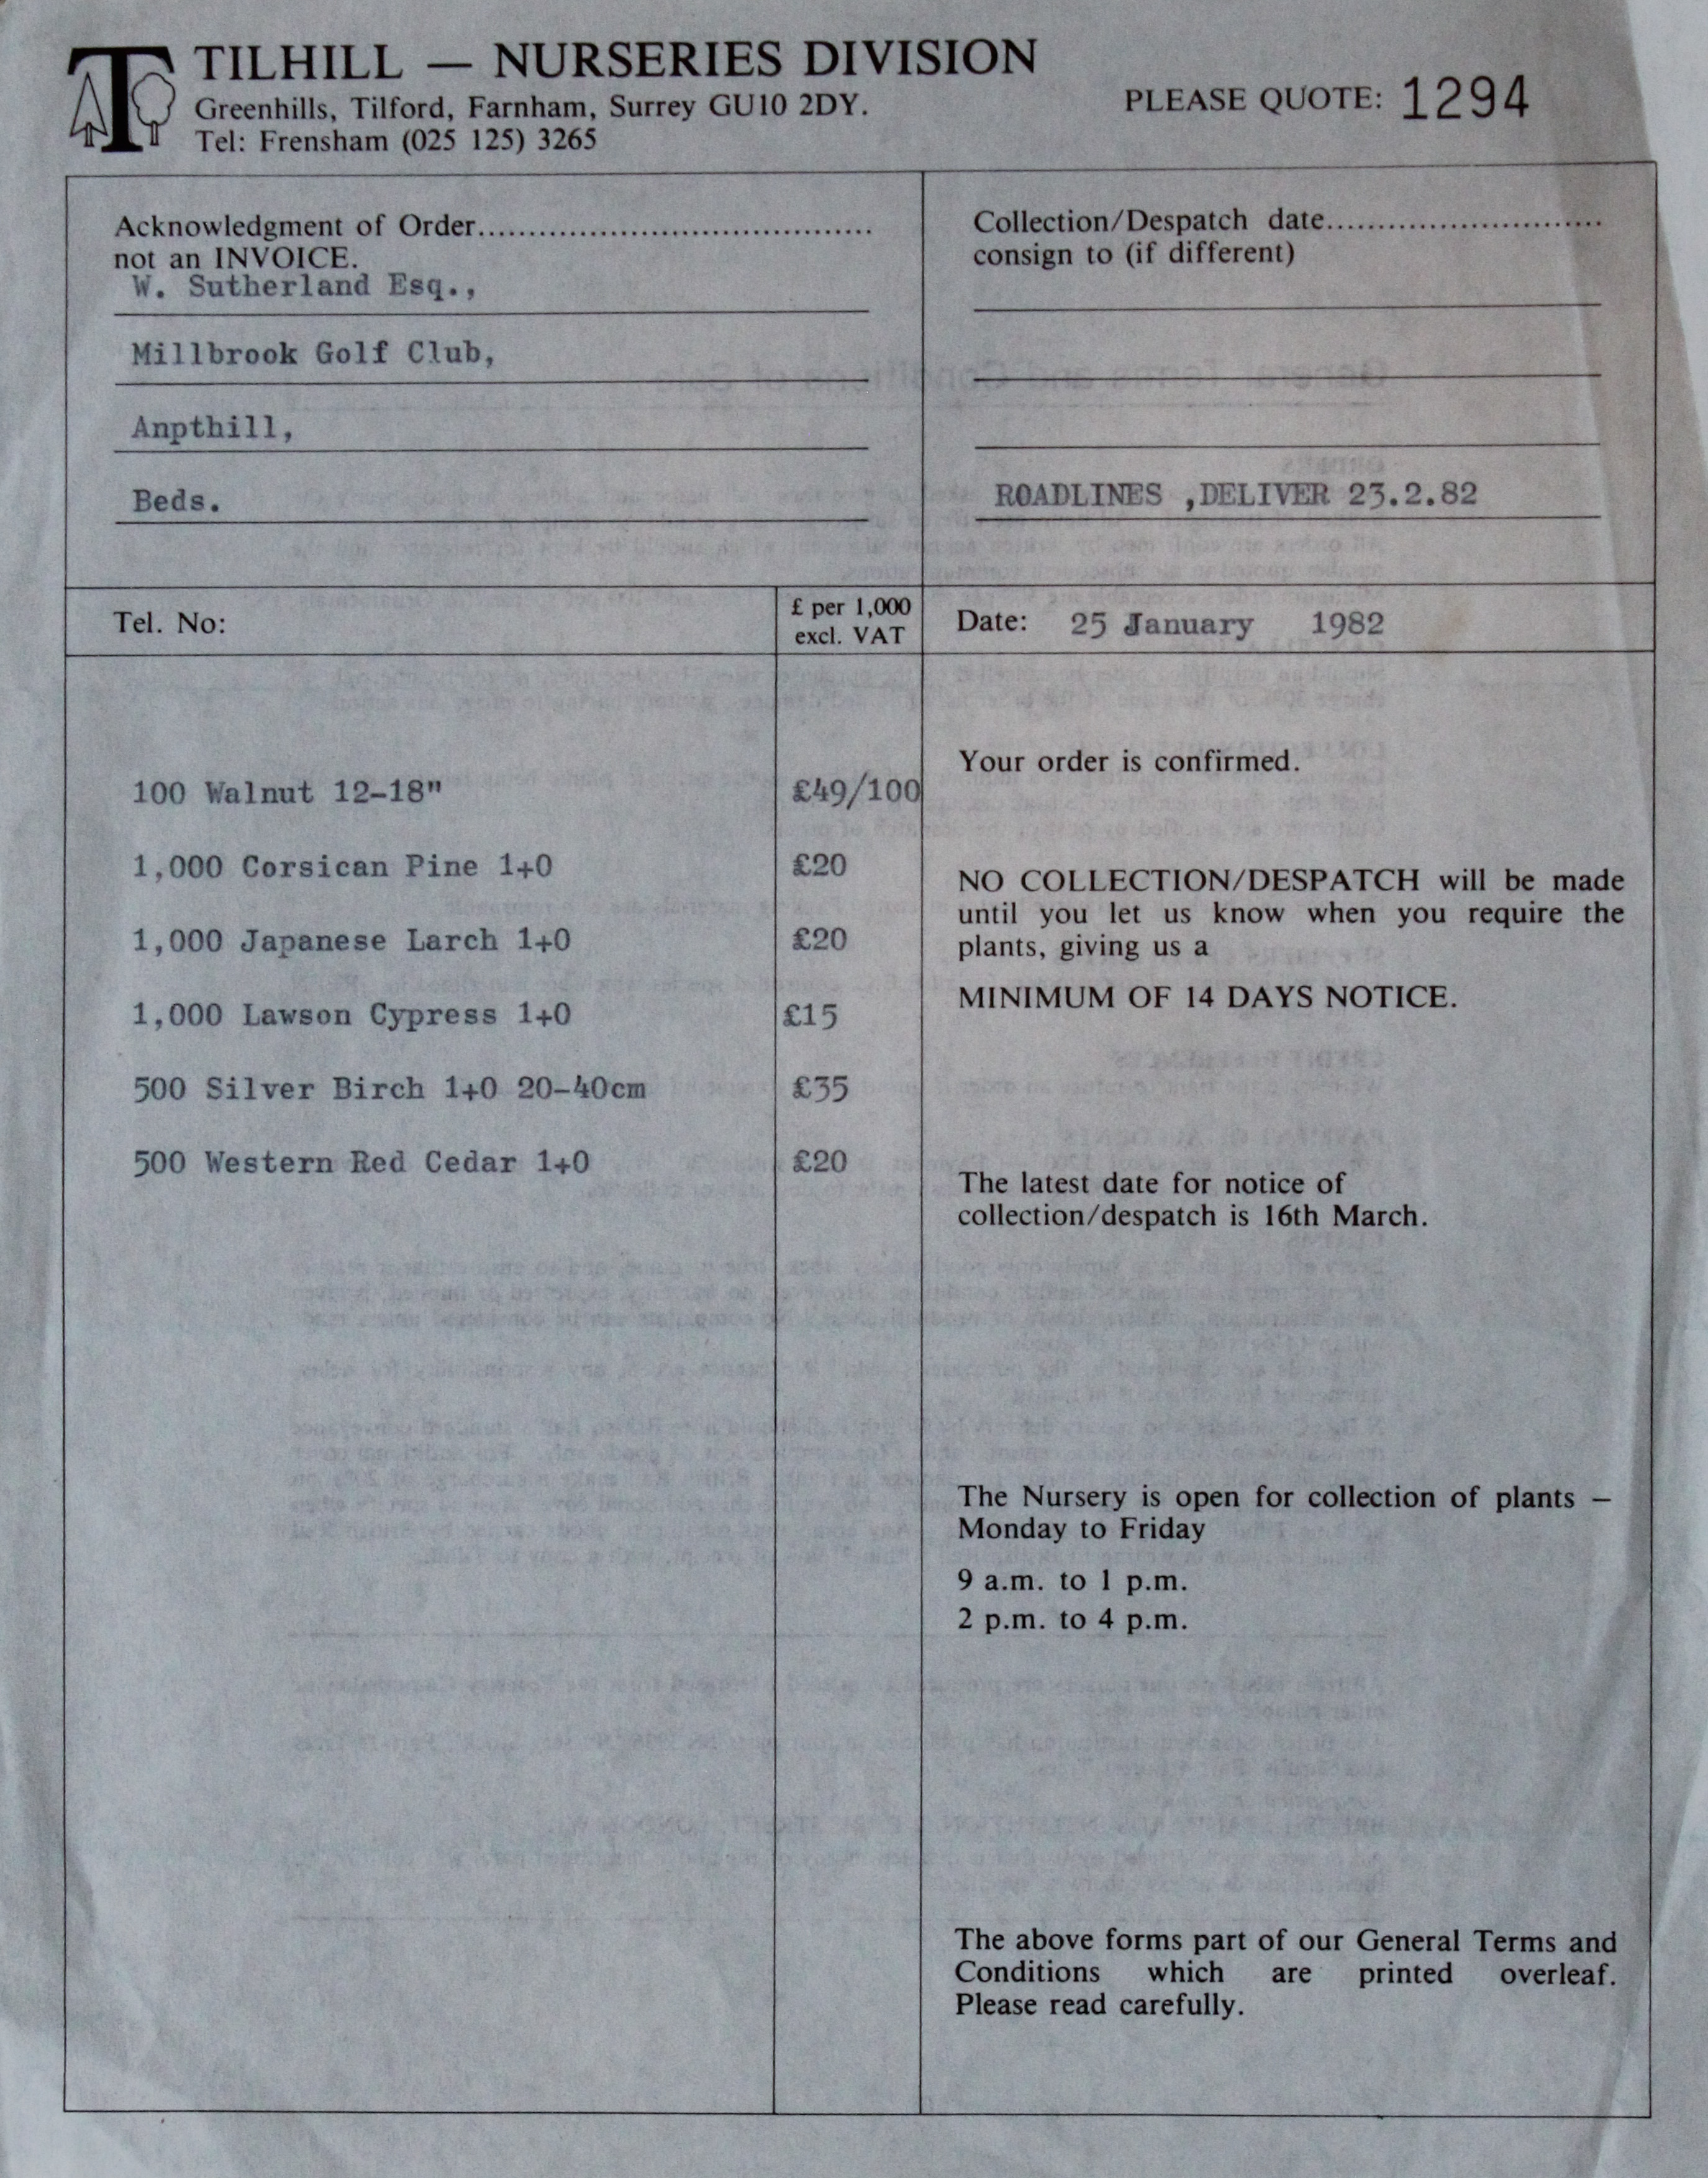 TILHILL — NURSERIES DIVISION
Greenhills, Tilford, Farnham, Surrey GU10 2DY.
Tel: Frensham (025 125) 3265
PLEASE QUOTE: 1294
Acknowledgment of Order......................................
not an INVOICE.
W. Sutherland Esq.,
Millbrook Golf Club,
Anpthill,
Beds.
Collection/Despatch date..........................
consign to (if different)
ROADLINES ,DELIVER 23.2.82
Tel. No:
£ per 1,000
excl. VAT
Date: 25 January 1982
100 Walnut 12-18" £49/100
1,000 Corsican Pine 1+0 £20
1,000 Japanese Larch 1+0 £20
1,000 Lawson Cypress 1+0 £15
500 Silver Birch 1+0 20-40cm £35
500 Western Red Cedar 1+0 £20
Your order is confirmed.
NO COLLECTION/DESPATCH will be made
until you let us know when you require the
plants, giving us a
MINIMUM OF 14 DAYS NOTICE.
The latest date for notice of
collection/despatch is 16th March.
The Nursery is open for collection of plants —
Monday to Friday
9 a.m. to 1 p.m.
2 p.m. to 4 p.m.
The above forms part of our General Terms and
Conditions which are printed overleaf.
Please read carefully.